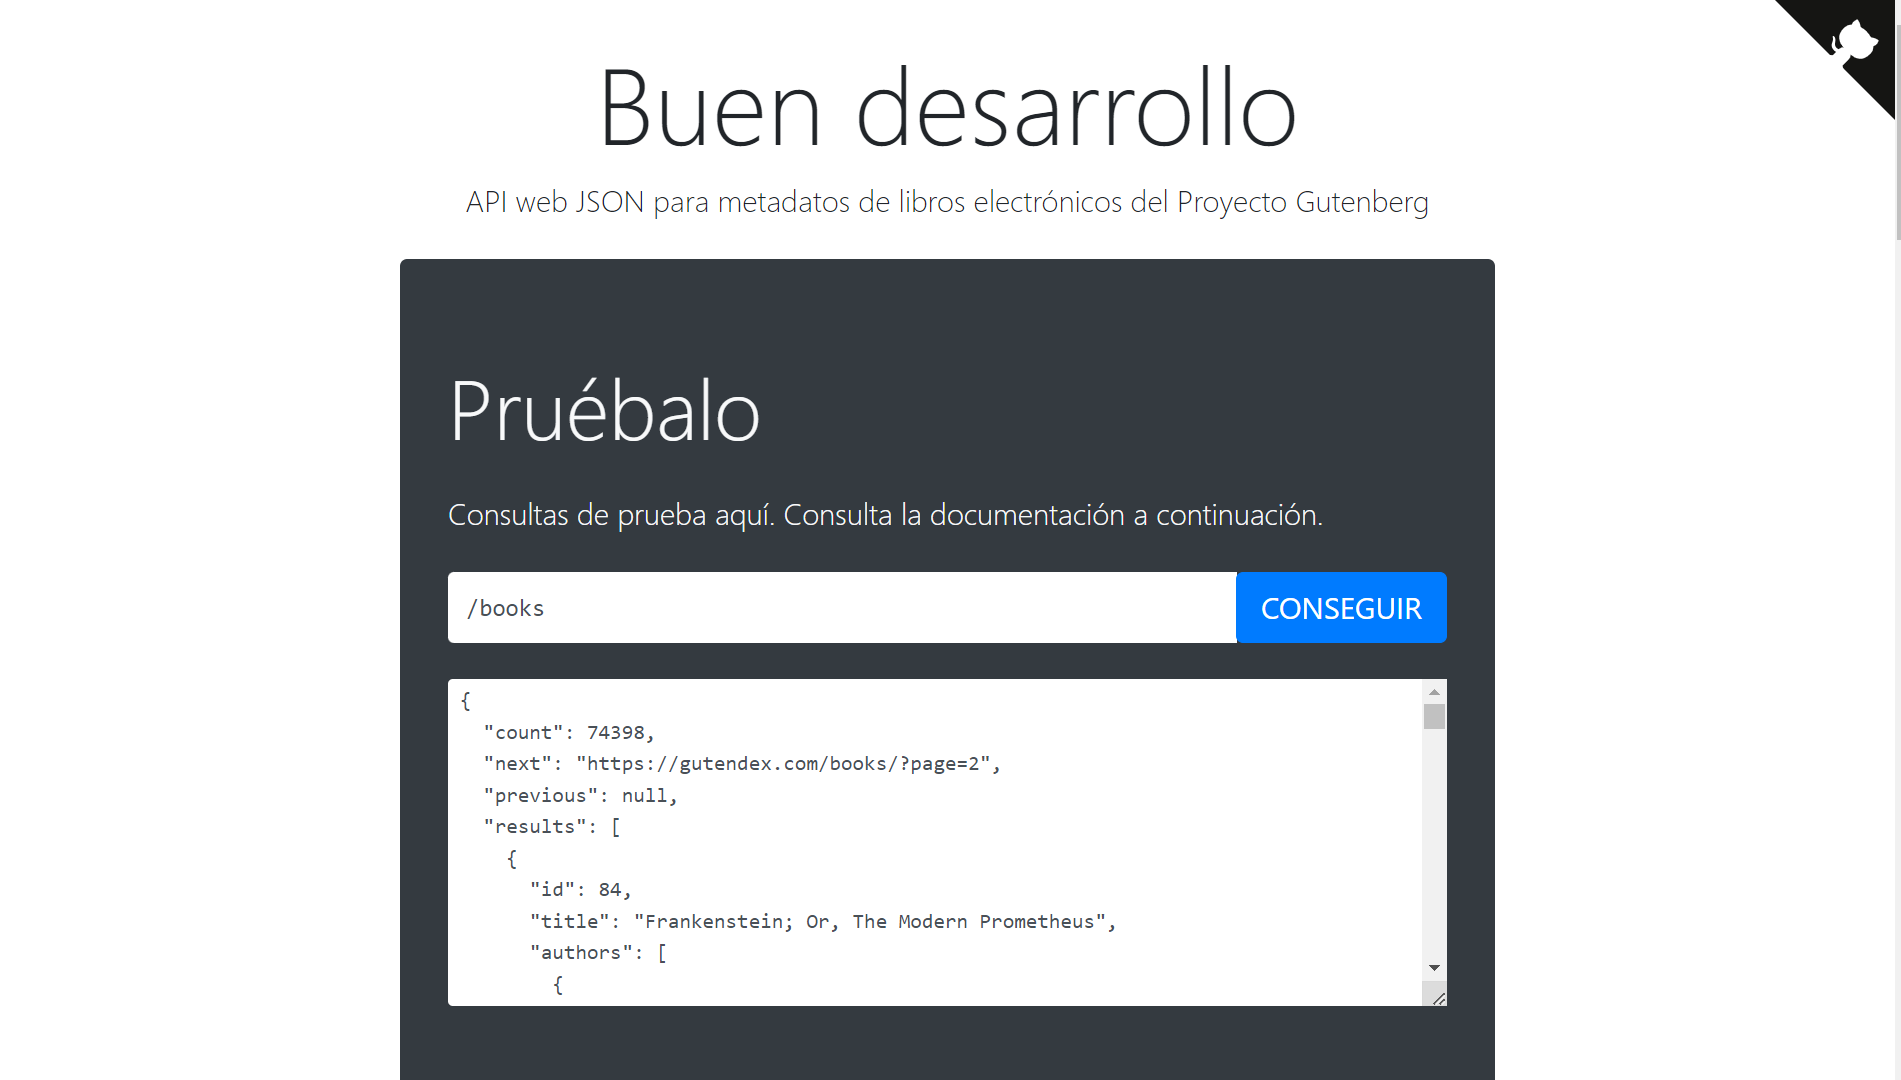 Buen desarrollo
API web JSON para metadatos de libros electrónicos del Proyecto Gutenberg
Pruébalo
Consultas de prueba aquí. Consulta la documentación a continuación.
/books
CONSEGUIR
{
"count": 74398,
"next": "https://gutendex.com/books/?page=2",
"previous": null,
"results": [
{
"id": 84,
"title": "Frankenstein; Or, The Modern Prometheus",
"authors": [
{